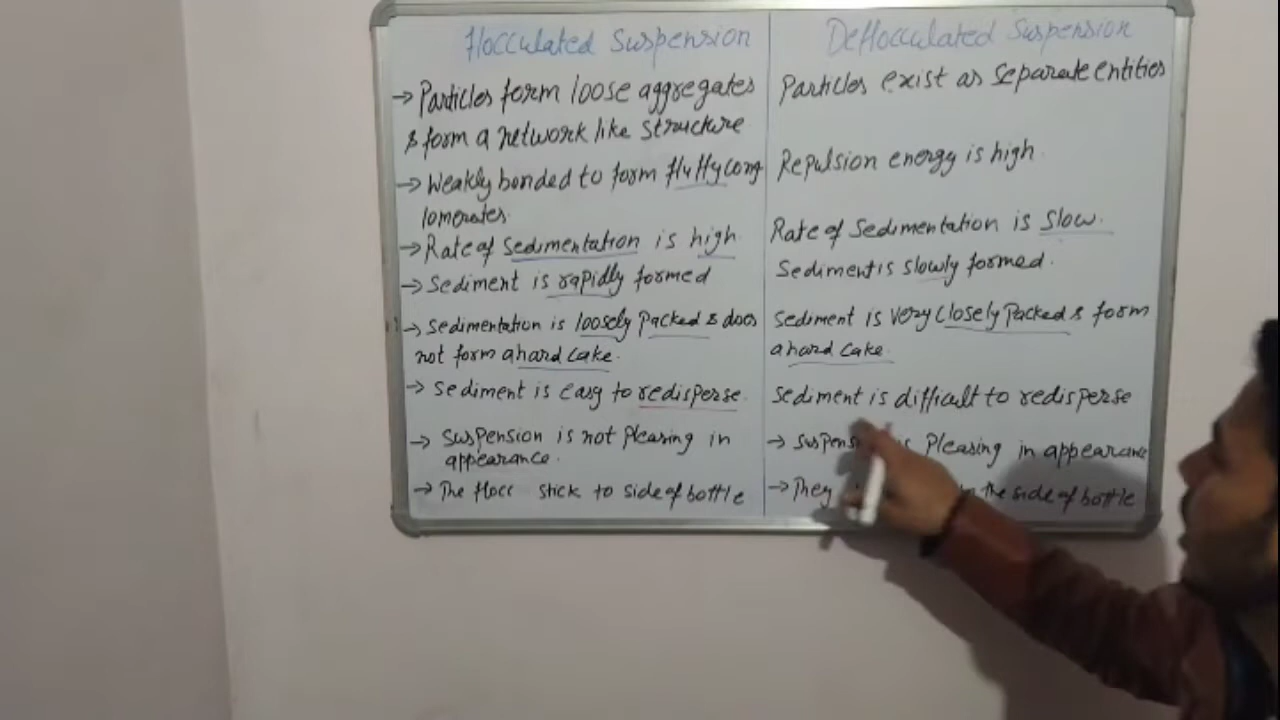 Flocculated Suspension
→ Particles form loose aggregates
& form a network like structure
→ Weakly bonded to form fluffy cong
lomerates.
→ Rate of sedimentation is high
→ Sediment is rapidly formed
→ Sedimentation is loosely packed & does
not form a hard cake.
→ Sediment is easy to redisperse.
→ Suspension is not pleasing in
appearance.
→ The flocc stick to side of bottle
Deflocculated Suspension
Particles exist as separate entities
Repulsion energy is high.
Rate of sedimentation is slow.
Sediment is slowly formed.
Sediment is very closely packed & form
a hard cake.
Sediment is difficult to redisperse
→ Suspens is Pleasing in appearance
→ They the side of bottle